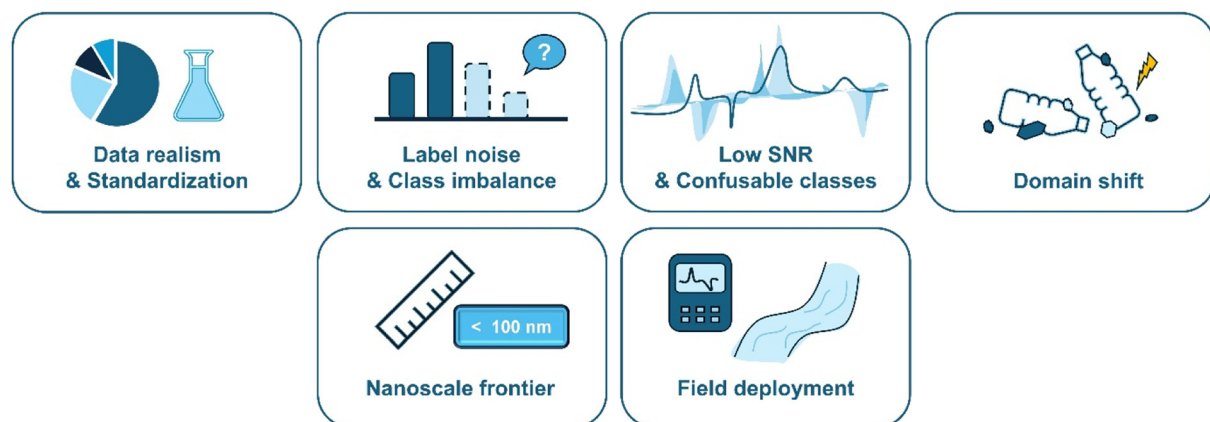 Data realism
& Standardization
?
Label noise
& Class imbalance
Low SNR
& Confusable classes
Domain shift
< 100 nm
Nanoscale frontier
Field deployment